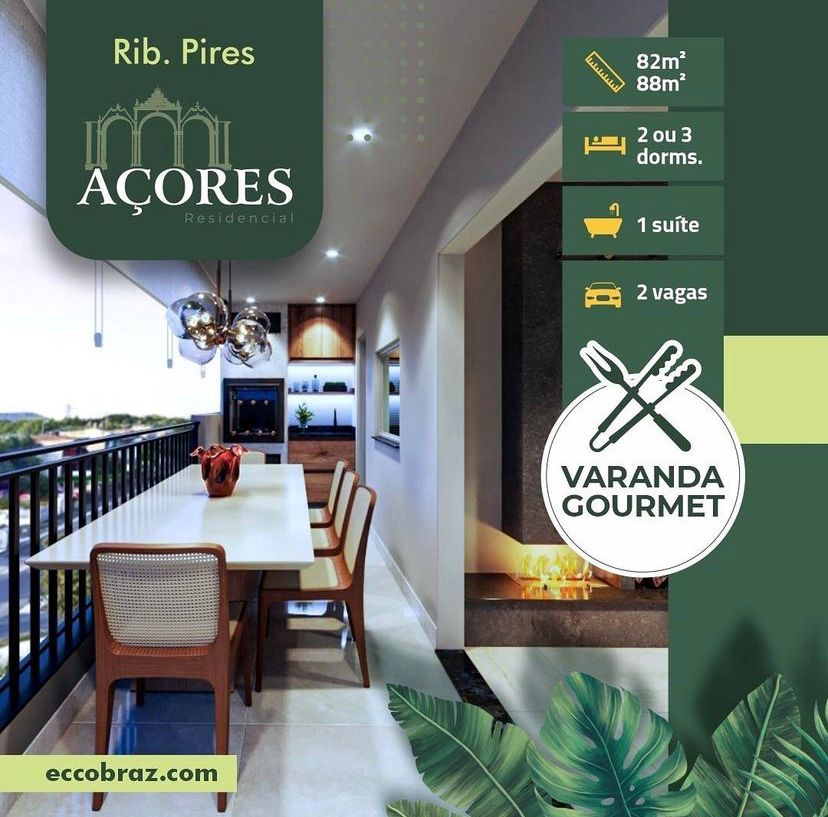 Rib. Pires
AÇORES
Residencial
82m²
88m²
2 ou 3
dorms.
1 suíte
2 vagas
VARANDA
GOURMET
eccobraz.com